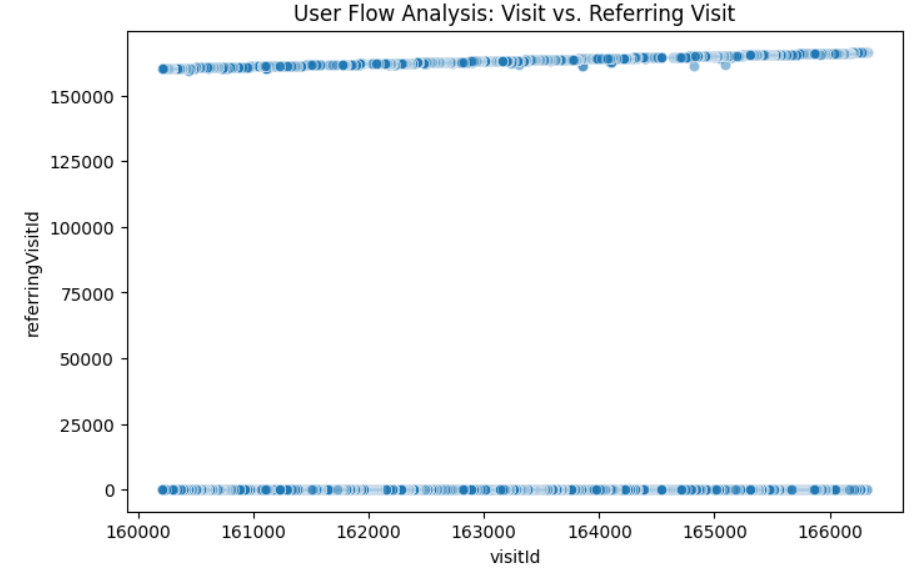 User Flow Analysis: Visit vs. Referring Visit
150000
125000
100000
75000
50000
25000
0
referringVisitId
160000 161000 162000 163000 164000 165000 166000
visitId